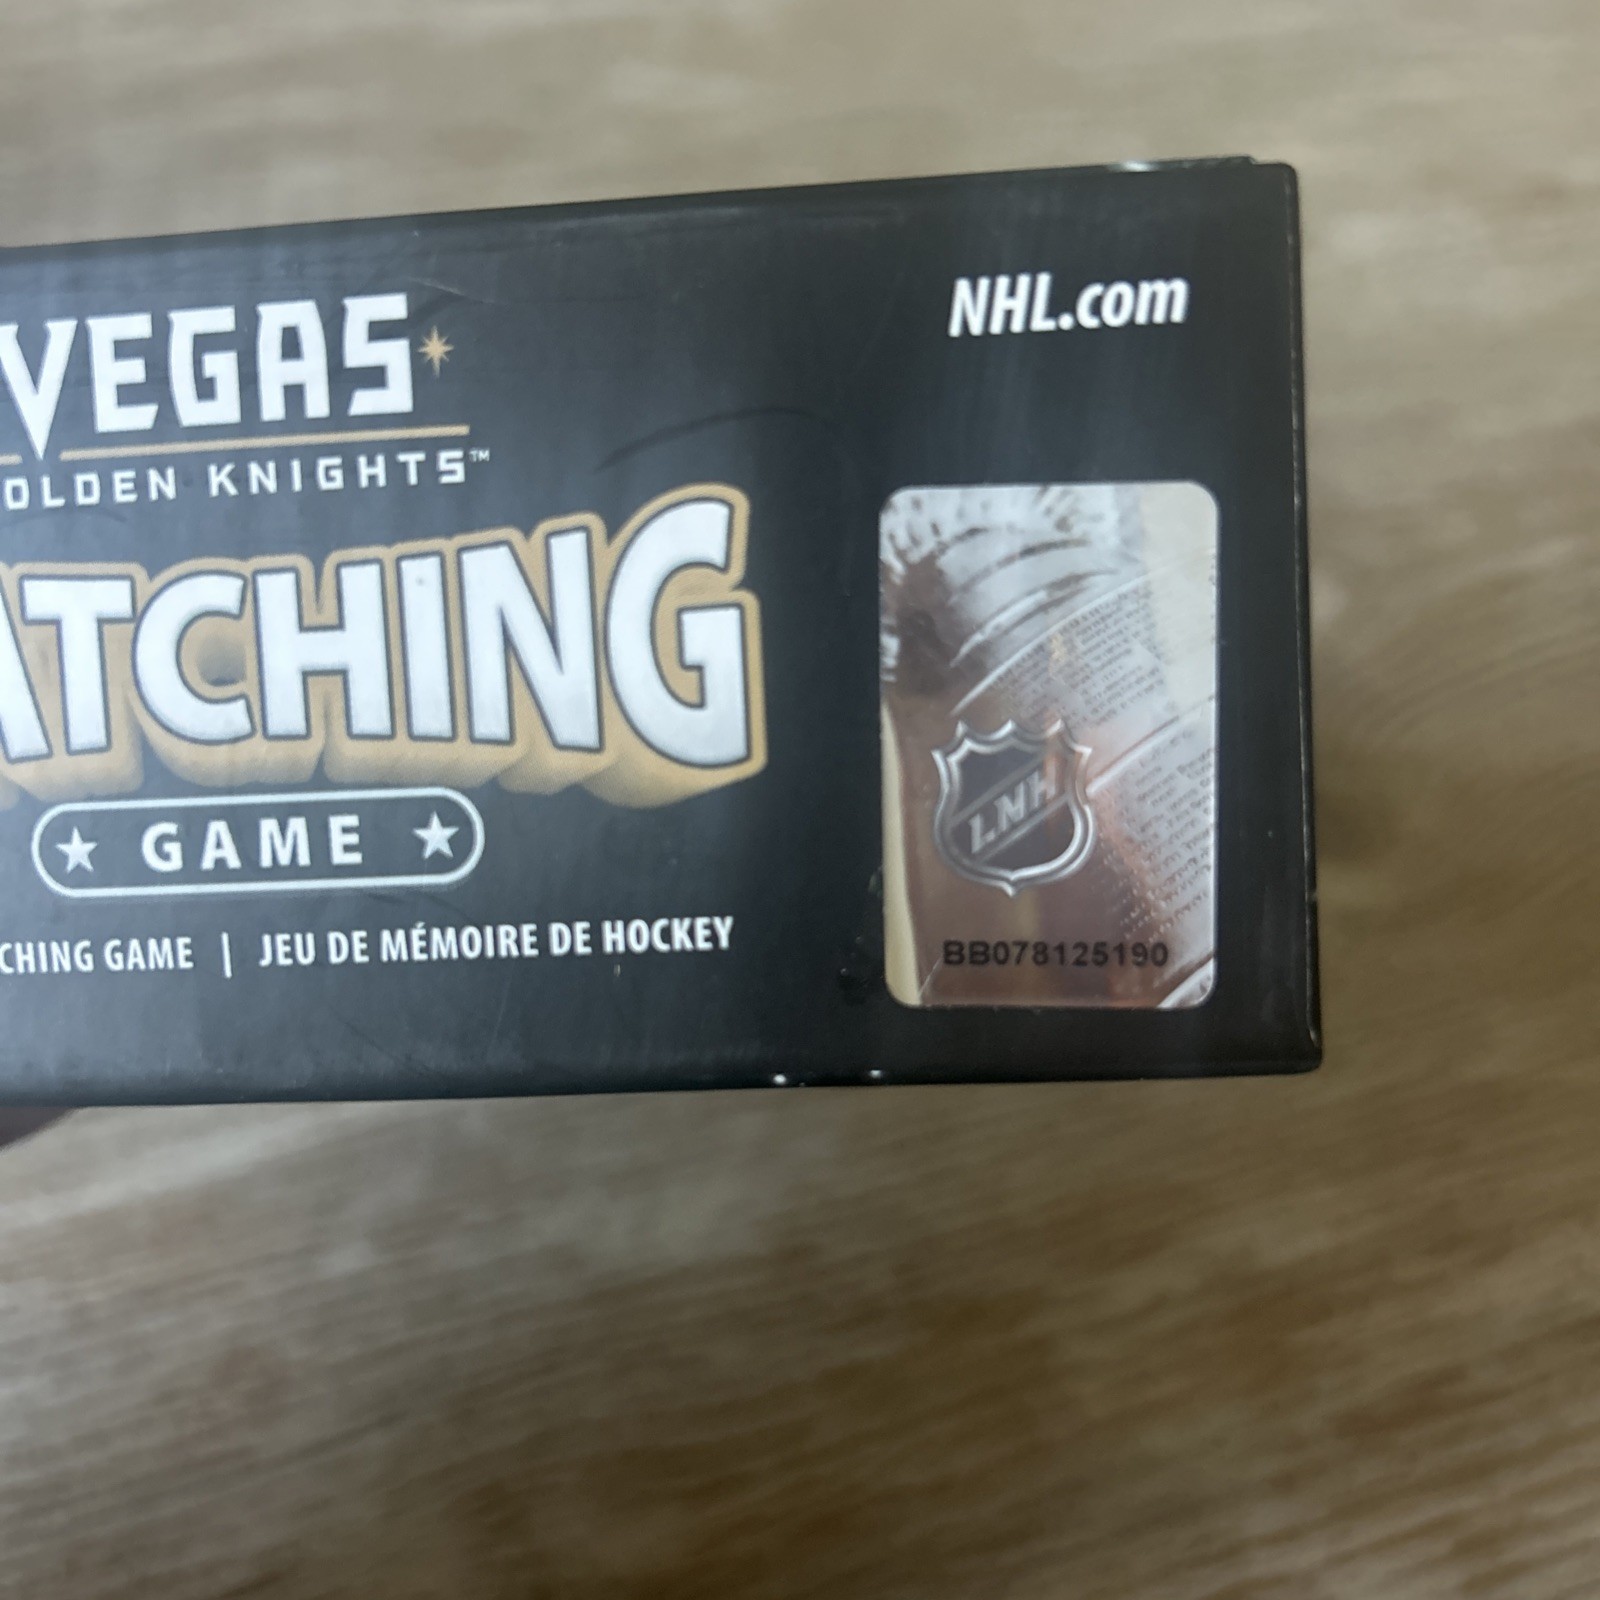 VEGAS
OLDEN KNIGHTS™
ATCHING
GAME
CHING GAME | JEU DE MÉMOIRE DE HOCKEY
NHL.com
LNH
BB078125190